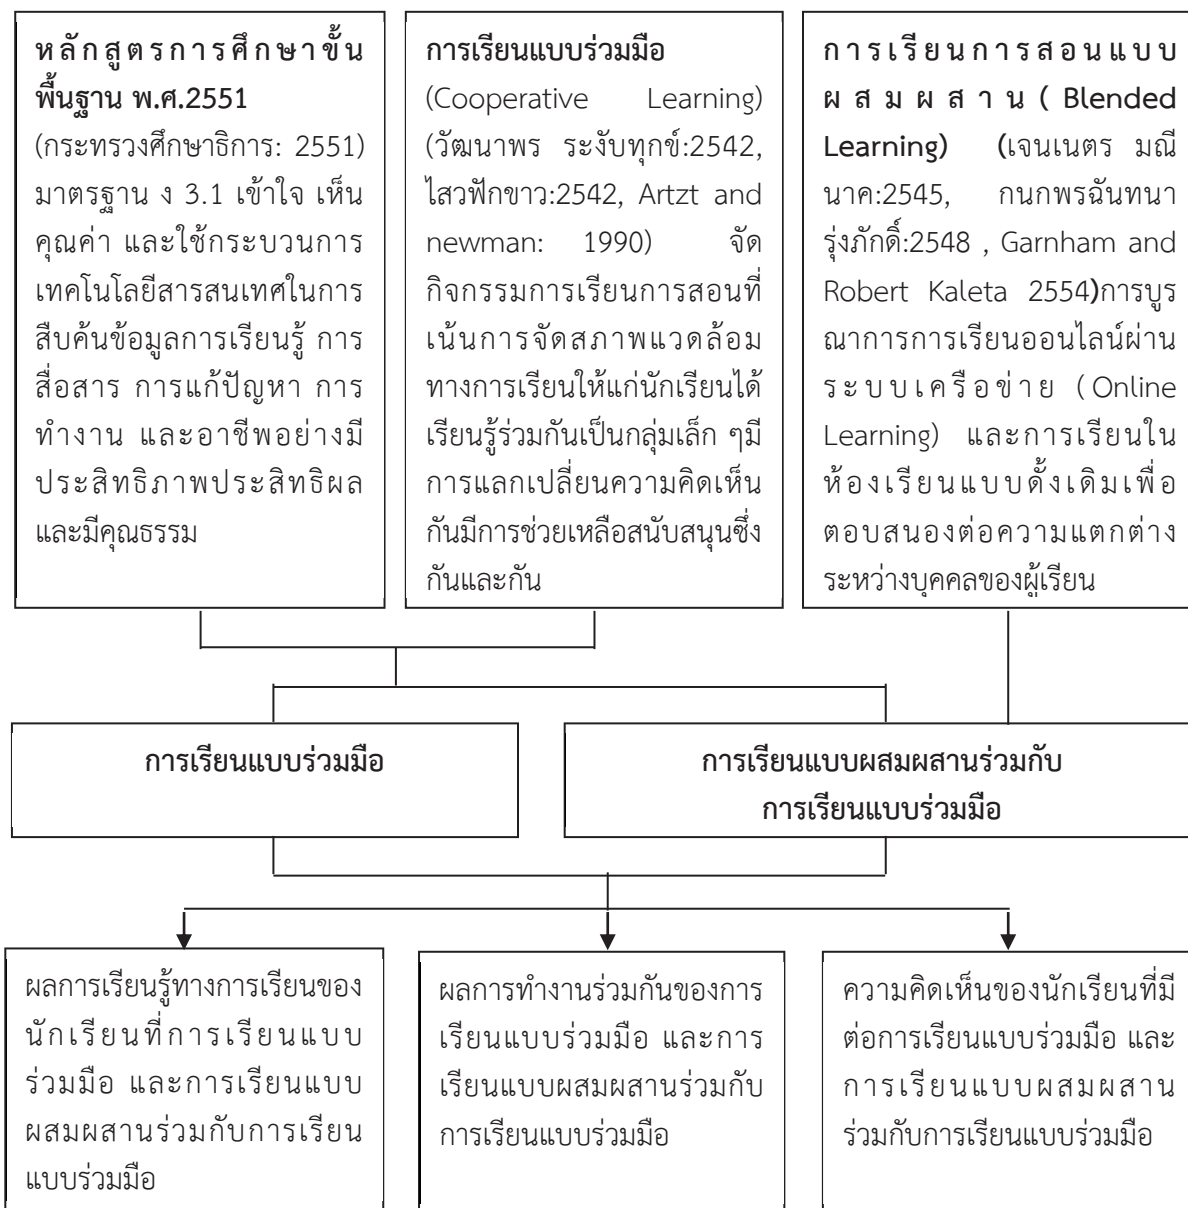 หลักสูตรการศึกษาขั้น
พื้นฐาน พ.ศ.2551
(กระทรวงศึกษาธิการ: 2551)
มาตรฐาน ง 3.1 เข้าใจ เห็น
คุณค่า และใช้กระบวนการ
เทคโนโลยีสารสนเทศในการ
สืบค้นข้อมูลการเรียนรู้ การ
สื่อสาร การแก้ปัญหา การ
ทำงาน และอาชีพอย่างมี
ประสิทธิภาพประสิทธิผล
และมีคุณธรรม
การเรียนแบบร่วมมือ
(Cooperative Learning)
(วัฒนาพร ระงับทุกข์:2542,
ไสวฟักขาว:2542, Artzt and
newman: 1990) จัด
กิจกรรมการเรียนการสอนที่
เน้นการจัดสภาพแวดล้อม
ทางการเรียนให้แก่นักเรียนได้
เรียนรู้ร่วมกันเป็นกลุ่มเล็ก ๆมี
การแลกเปลี่ยนความคิดเห็น
กันมีการช่วยเหลือสนับสนุนซึ่ง
กันและกัน
การเรียนการสอนแบบ
ผสมผสาน( Blended
Learning) (เจนเนตร มณี
นาค:2545, กนกพรฉันทนา
รุ่งภักดิ์:2548 , Garnham and
Robert Kaleta 2554)การบูร
ณาการการเรียนออนไลน์ผ่าน
ระบบเครือข่าย (Online
Learning) และการเรียนใน
ห้องเรียนแบบดั้งเดิมเพื่อ
ตอบสนองต่อความแตกต่าง
ระหว่างบุคคลของผู้เรียน
การเรียนแบบร่วมมือ
การเรียนแบบผสมผสานร่วมกับ
การเรียนแบบร่วมมือ
ผลการเรียนรู้ทางการเรียนของ
นักเรียนที่การเรียนแบบ
ร่วมมือ และการเรียนแบบ
ผสมผสานร่วมกับการเรียน
แบบร่วมมือ
ผลการทำงานร่วมกันของการ
เรียนแบบร่วมมือ และการ
เรียนแบบผสมผสานร่วมกับ
การเรียนแบบร่วมมือ
ความคิดเห็นของนักเรียนที่มี
ต่อการเรียนแบบร่วมมือ และ
การเรียนแบบผสมผสาน
ร่วมกับการเรียนแบบร่วมมือ